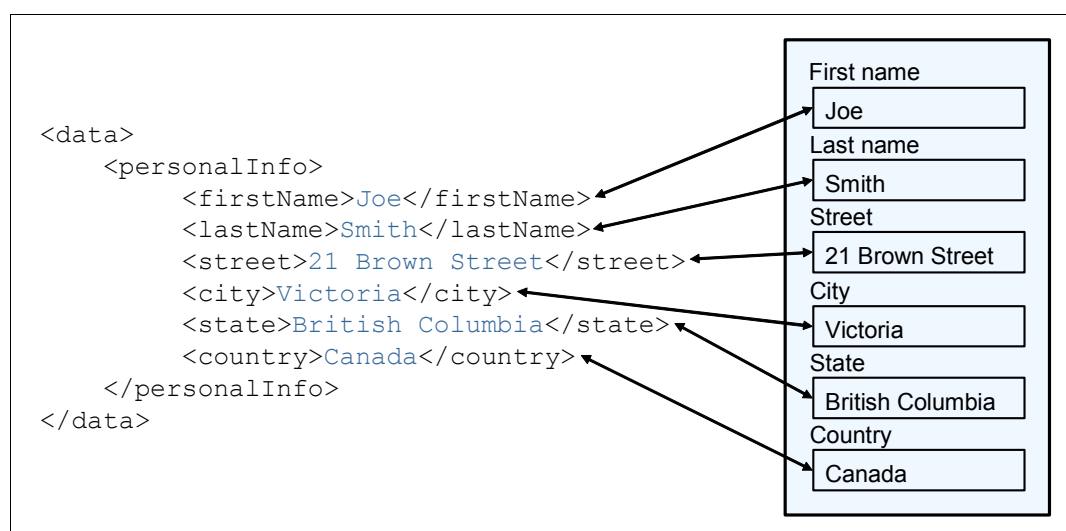 <data>
<personalInfo>
<firstName>Joe</firstName>
<lastName>Smith</lastName>
<street>21 Brown Street</street>
<city>Victoria</city>
<state>British Columbia</state>
<country>Canada</country>
</personalInfo>
</data>
First name
Joe
Last name
Smith
Street
21 Brown Street
City
Victoria
State
British Columbia
Country
Canada